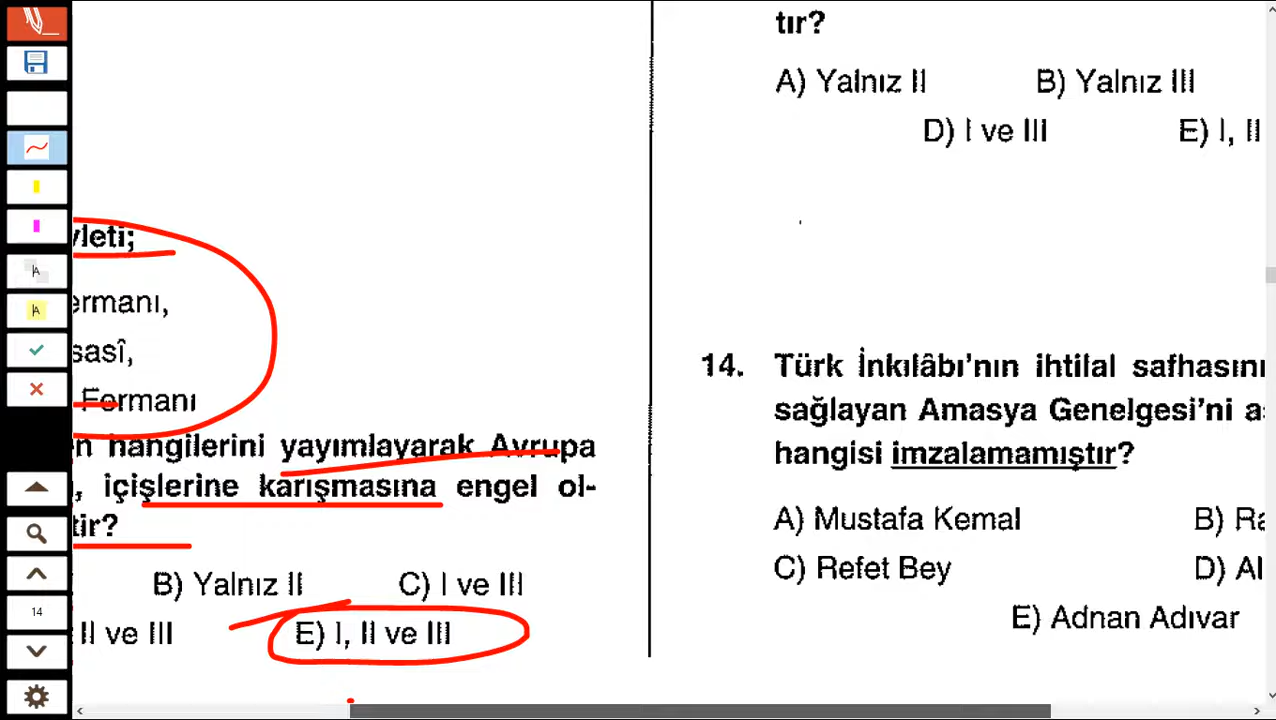 vleti;
ermanı,
sasî,
Fermanı
en hangilerini yayımlayarak Avrupa
, içişlerine karışmasına engel ol-
tir?
B) Yalnız II C) I ve III
II ve III E) I, II ve III
tır?
A) Yalnız II B) Yalnız III
D) I ve III E) I, II
14. Türk İnkılâbı’nın ihtilal safhasını
sağlayan Amasya Genelgesi’ni a
hangisi imzalamamıştır?
A) Mustafa Kemal B) Ra
C) Refet Bey D) Al
E) Adnan Adıvar
14